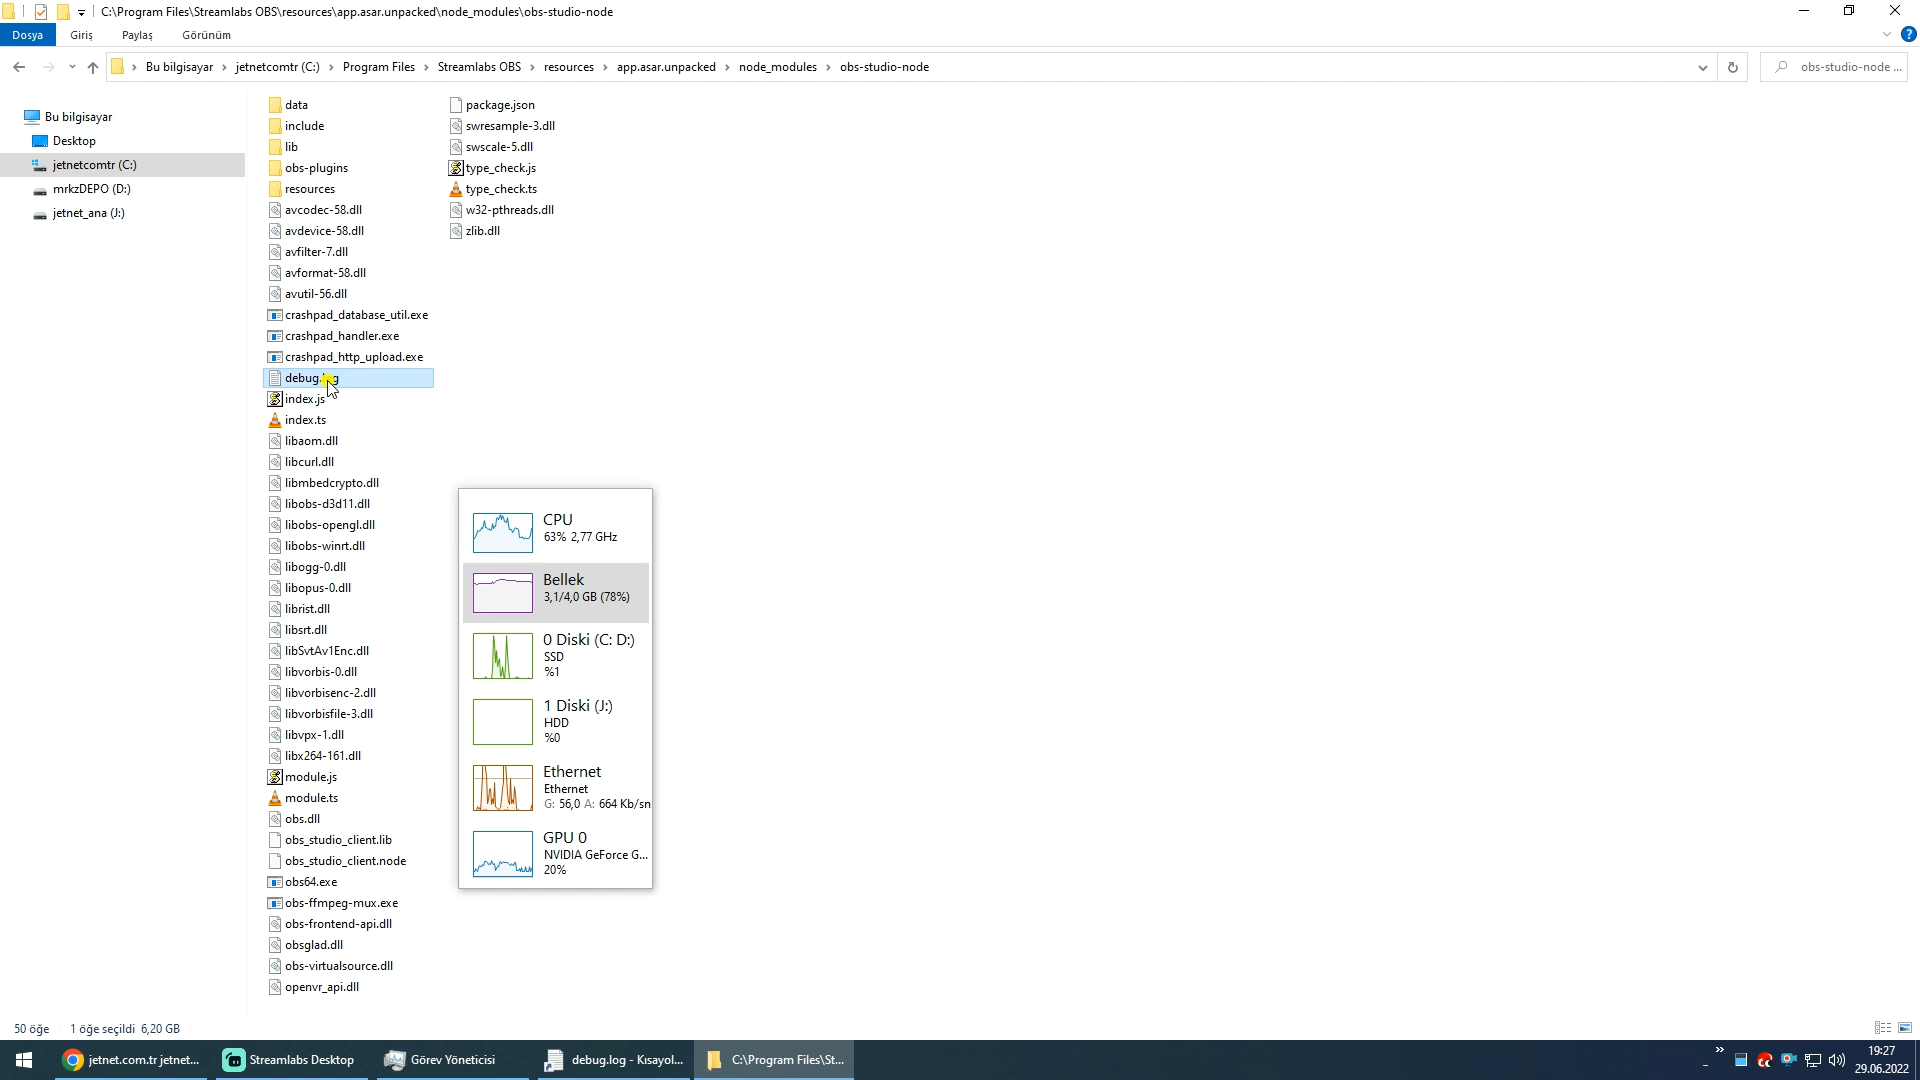 C:\Program Files\Streamlabs OBS\resources\app.asar.unpacked\node_modules\obs-studio-node
Dosya Giriş Paylaş Görünüm
Bu bilgisayar jetnetcomtr (C:) Program Files Streamlabs OBS resources app.asar.unpacked node_modules obs-studio-node
obs-studio-node ...
Bu bilgisayar
Desktop
jetnetcomtr (C:)
mrkzDEPO (D:)
jetnet_ana (J:)
data
include
lib
obs-plugins
resources
avcodec-58.dll
avdevice-58.dll
avfilter-7.dll
avformat-58.dll
avutil-56.dll
crashpad_database_util.exe
crashpad_handler.exe
crashpad_http_upload.exe
debug.log
index.js
index.ts
libaom.dll
libcurl.dll
libmbedcrypto.dll
libobs-d3d11.dll
libobs-opengl.dll
libobs-winrt.dll
libogg-0.dll
libopus-0.dll
librist.dll
libsrt.dll
libSvtAv1Enc.dll
libvorbis-0.dll
libvorbisenc-2.dll
libvorbisfile-3.dll
libvpx-1.dll
libx264-161.dll
module.js
module.ts
obs.dll
obs_studio_client.lib
obs_studio_client.node
obs64.exe
obs-ffmpeg-mux.exe
obs-frontend-api.dll
obsglad.dll
obs-virtualsource.dll
openvr_api.dll
package.json
swresample-3.dll
swscale-5.dll
type_check.js
type_check.ts
w32-pthreads.dll
zlib.dll
CPU
63% 2,77 GHz
Bellek
3,1/4,0 GB (78%)
0 Diski (C: D:)
SSD
%1
1 Diski (J:)
HDD
%0
Ethernet
Ethernet
G: 56,0 A: 664 Kb/sn
GPU 0
NVIDIA GeForce G...
20%
50 öğe 1 öğe seçildi 6,20 GB
jetnet.com.tr jetnet... Streamlabs Desktop Görev Yöneticisi debug.log - Kısayol... C:\Program Files\St...
19:27
29.06.2022